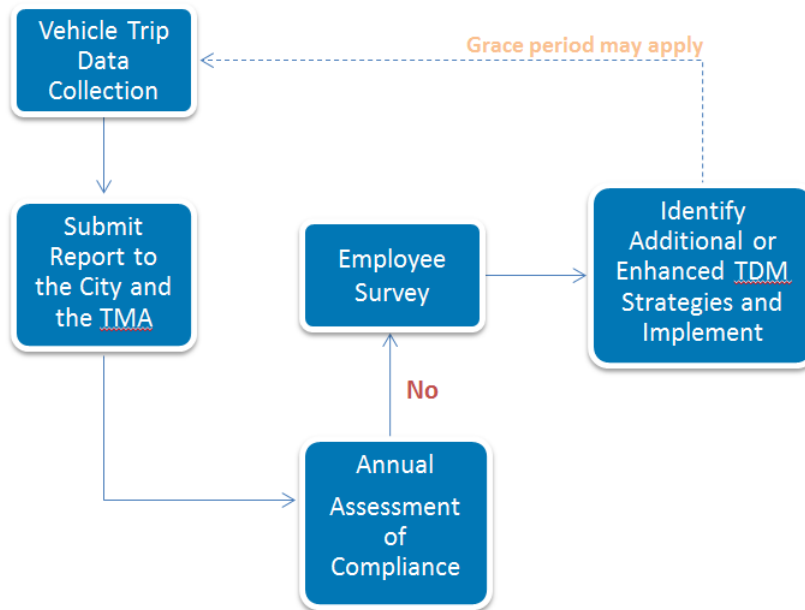 Vehicle Trip
Data
Collection
Grace period may apply
Submit
Report to
the City and
the TMA
Employee
Survey
Identify
Additional or
Enhanced TDM
Strategies and
Implement
No
Annual
Assessment
of
Compliance